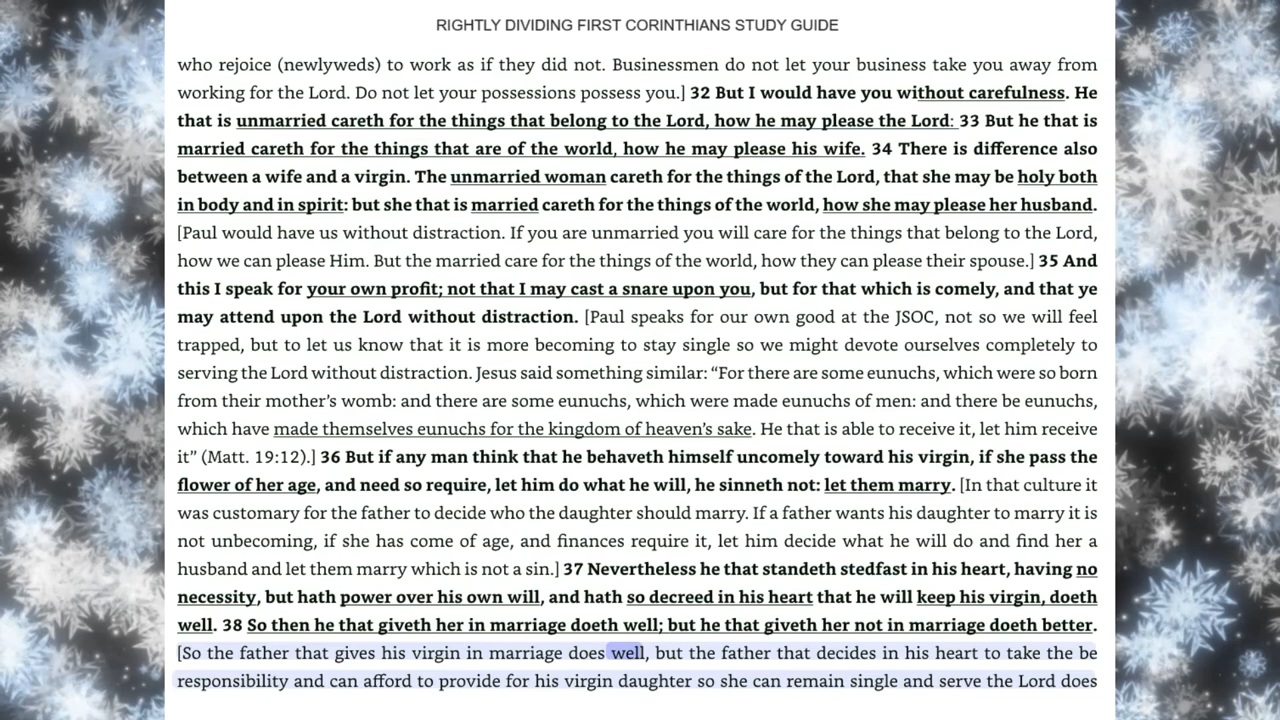 RIGHTLY DIVIDING FIRST CORINTHIANS STUDY GUIDE
who rejoice (newlyweds) to work as if they did not. Businessmen do not let your business take you away from
working for the Lord. Do not let your possessions possess you.] 32 But I would have you without carefulness. He
that is unmarried careth for the things that belong to the Lord, how he may please the Lord: 33 But he that is
married careth for the things that are of the world, how he may please his wife. 34 There is difference also
between a wife and a virgin. The unmarried woman careth for the things of the Lord, that she may be holy both
in body and in spirit: but she that is married careth for the things of the world, how she may please her husband.
[Paul would have us without distraction. If you are unmarried you will care for the things that belong to the Lord,
how we can please Him. But the married care for the things of the world, how they can please their spouse.] 35 And
this I speak for your own profit; not that I may cast a snare upon you, but for that which is comely, and that ye
may attend upon the Lord without distraction. [Paul speaks for our own good at the JSOC, not so we will feel
trapped, but to let us know that it is more becoming to stay single so we might devote ourselves completely to
serving the Lord without distraction. Jesus said something similar: “For there are some eunuchs, which were so born
from their mother’s womb: and there are some eunuchs, which were made eunuchs of men: and there be eunuchs,
which have made themselves eunuchs for the kingdom of heaven’s sake. He that is able to receive it, let him receive
it” (Matt. 19:12).] 36 But if any man think that he behaveth himself uncomely toward his virgin, if she pass the
flower of her age, and need so require, let him do what he will, he sinneth not: let them marry. [In that culture it
was customary for the father to decide who the daughter should marry. If a father wants his daughter to marry it is
not unbecoming, if she has come of age, and finances require it, let him decide what he will do and find her a
husband and let them marry which is not a sin.] 37 Nevertheless he that standeth stedfast in his heart, having no
necessity, but hath power over his own will, and hath so decreed in his heart that he will keep his virgin, doeth
well. 38 So then he that giveth her in marriage doeth well; but he that giveth her not in marriage doeth better.
[So the father that gives his virgin in marriage does well, but the father that decides in his heart to take the be
responsibility and can afford to provide for his virgin daughter so she can remain single and serve the Lord does